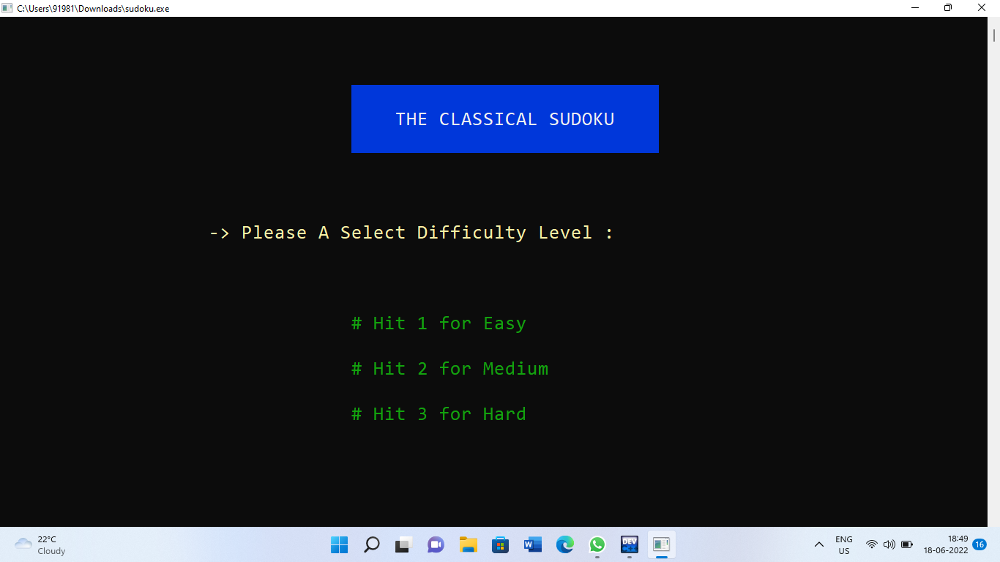 C:\Users\91981\Downloads\sudoku.exe
THE CLASSICAL SUDOKU
-> Please A Select Difficulty Level :
# Hit 1 for Easy
# Hit 2 for Medium
# Hit 3 for Hard
22°C
Cloudy
W
DEV
C++
ENG
US
18:49
18-06-2022
16